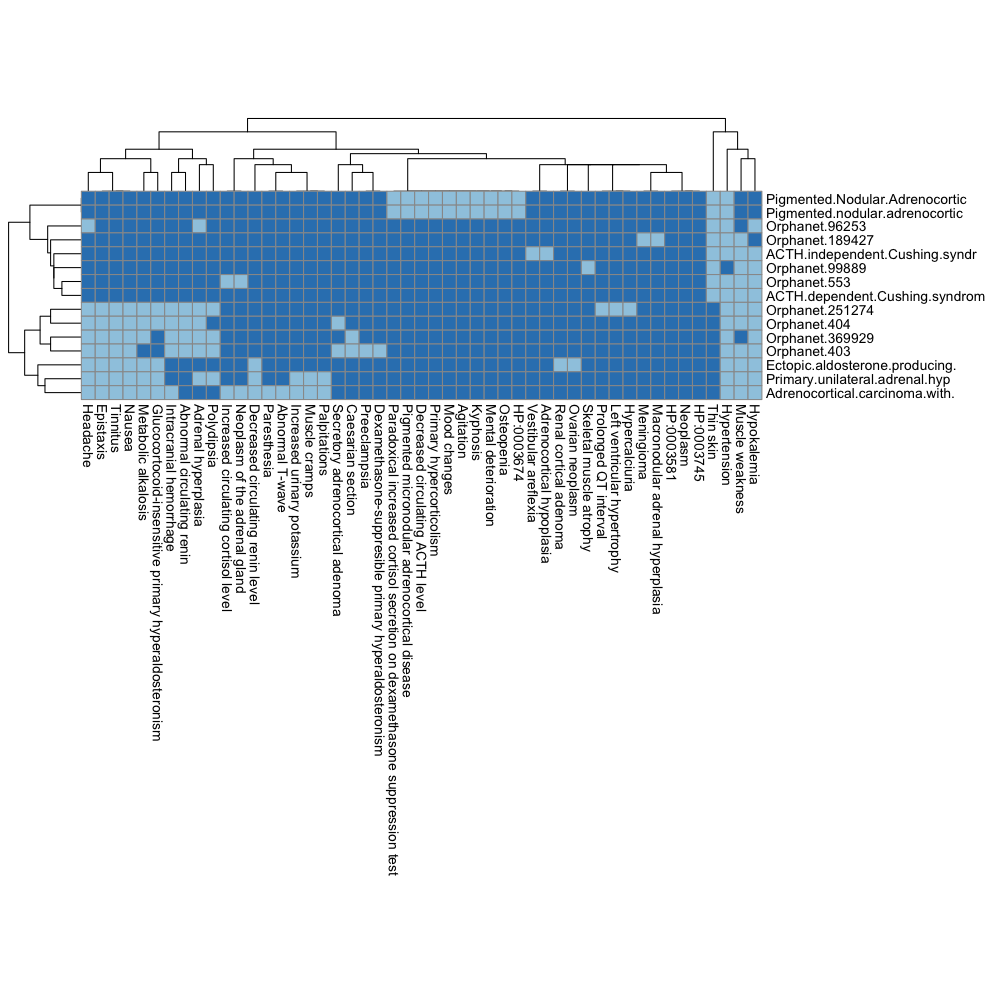 Pigmented.Nodular.Adrenocortic
Pigmented.nodular.adrenocortic
Orphanet.96253
Orphanet.189427
ACTH.independent.Cushing.syndr
Orphanet.99889
Orphanet.553
ACTH.dependent.Cushing.syndrom
Orphanet.251274
Orphanet.404
Orphanet.369929
Orphanet.403
Ectopic.aldosterone.producing.
Primary.unilateral.adrenal.hyp
Adrenocortical.carcinoma.with.
Headache
Epistaxis
Tinnitus
Nausea
Metabolic alkalosis
Glucocortocoid-insensitive primary hyperaldosteronism
Intracranial hemorrhage
Abnormal circulating renin
Adrenal hyperplasia
Polydipsia
Increased circulating cortisol level
Neoplasm of the adrenal gland
Decreased circulating renin level
Paresthesia
Abnormal T-wave
Increased urinary potassium
Muscle cramps
Palpitations
Secretory adrenocortical adenoma
Caesarian section
Preeclampsia
Dexamethasone-suppresible primary hyperaldosteronism
Paradoxical increased cortisol secretion on dexamethasone suppression test
Pigmented micronodular adrenocortical disease
Decreased circulating ACTH level
Primary hypercorticolism
Mood changes
Agitation
Kyphosis
Mental deterioration
Osteopenia
HP:0003674
Vestibular areflexia
Adrenocortical hypoplasia
Renal cortical adenoma
Ovarian neoplasm
Skeletal muscle atrophy
Prolonged QT interval
Left ventricular hypertrophy
Hypercalciuria
Meningioma
Macronodular adrenal hyperplasia
HP:0003581
Neoplasm
HP:0003745
Thin skin
Hypertension
Muscle weakness
Hypokalemia